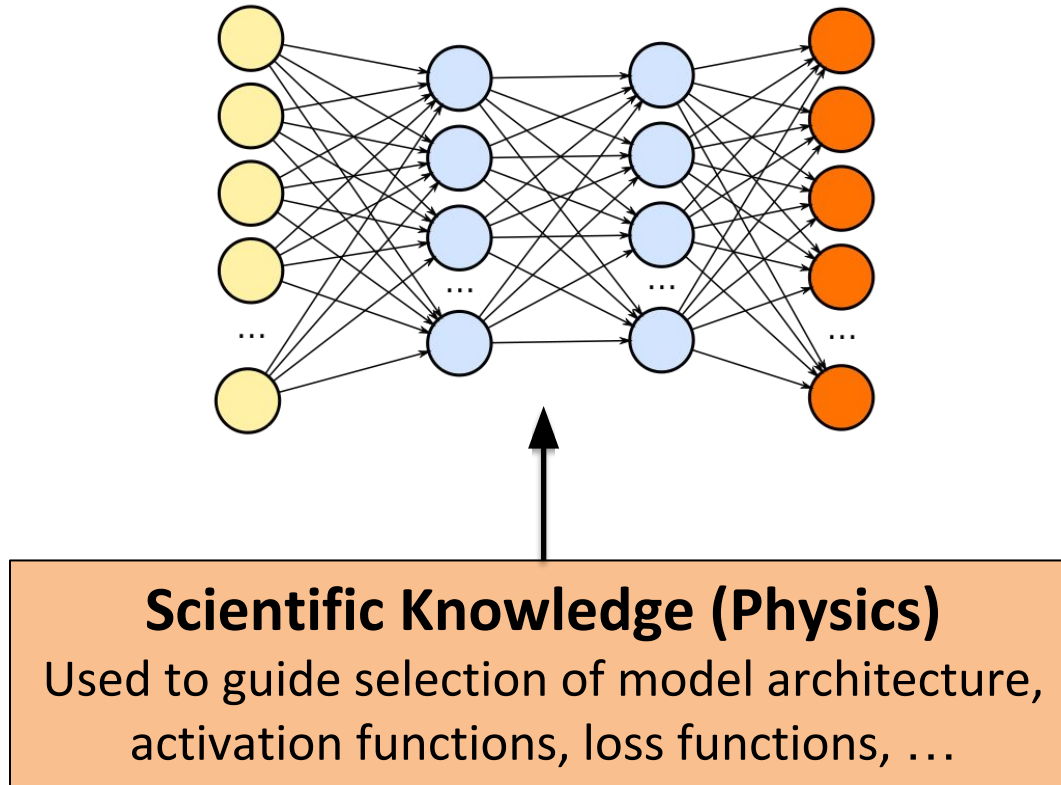 ...
...
...
...
Scientific Knowledge (Physics)
Used to guide selection of model architecture,
activation functions, loss functions, …